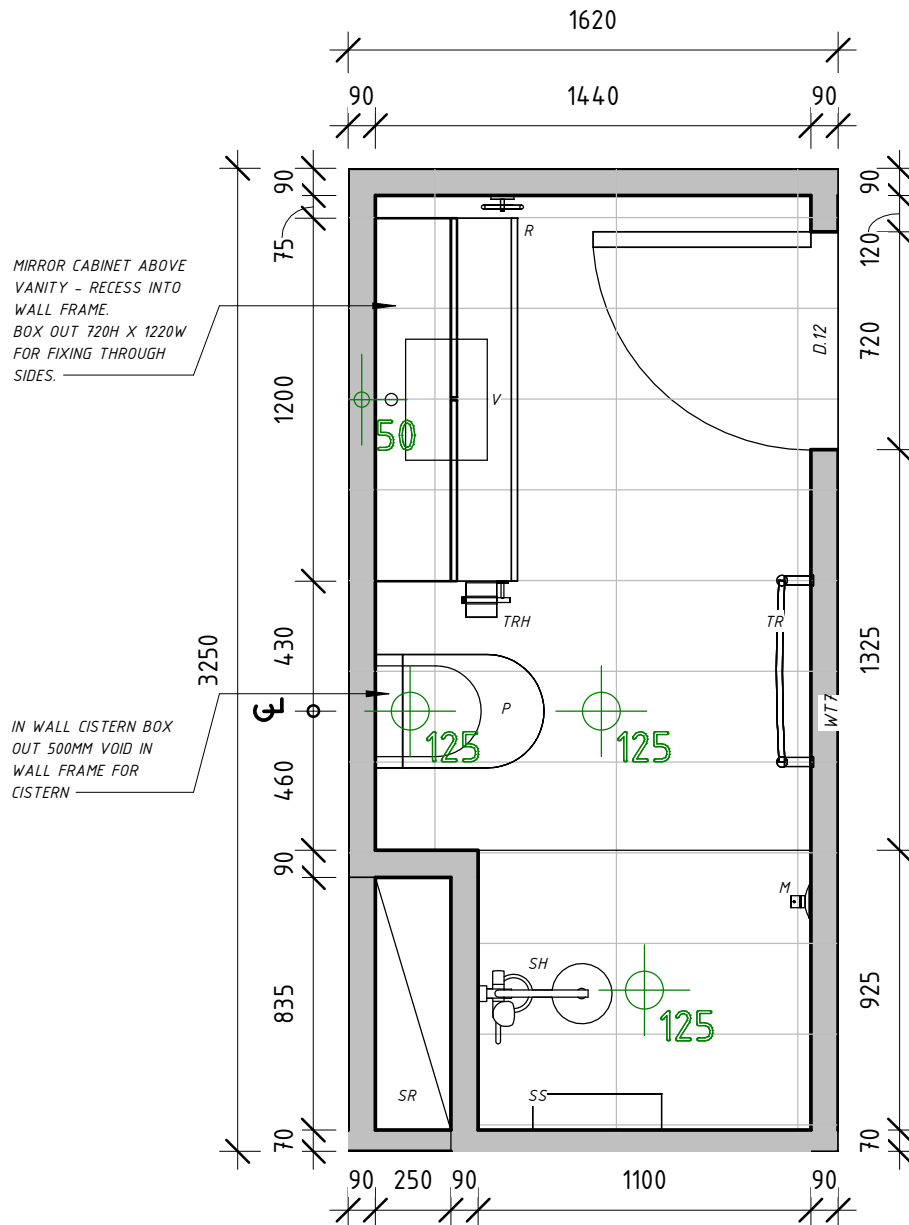 1620
90
1440
90
90
75
1200
430
3250
460
90
835
70
90
120
720
1325
925
70
MIRROR CABINET ABOVE
VANITY - RECESS INTO
WALL FRAME.
BOX OUT 720H X 1220W
FOR FIXING THROUGH
SIDES.
R
D.12
V
50
TRH
TR
P
WT7
125
125
CL
IN WALL CISTERN BOX
OUT 500MM VOID IN
WALL FRAME FOR
CISTERN
M
SH
125
SR
SS
90
250
90
1100
90